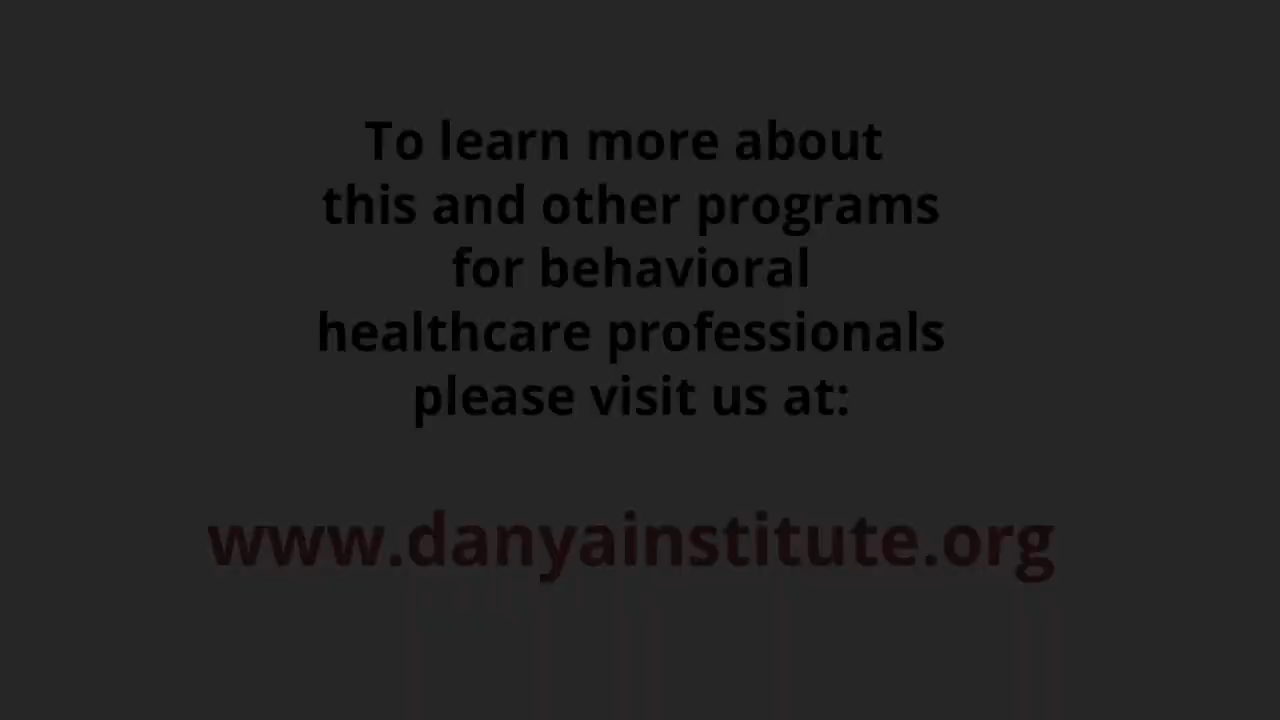 To learn more about
this and other programs
for behavioral
healthcare professionals
please visit us at:
www.danyainstitute.org